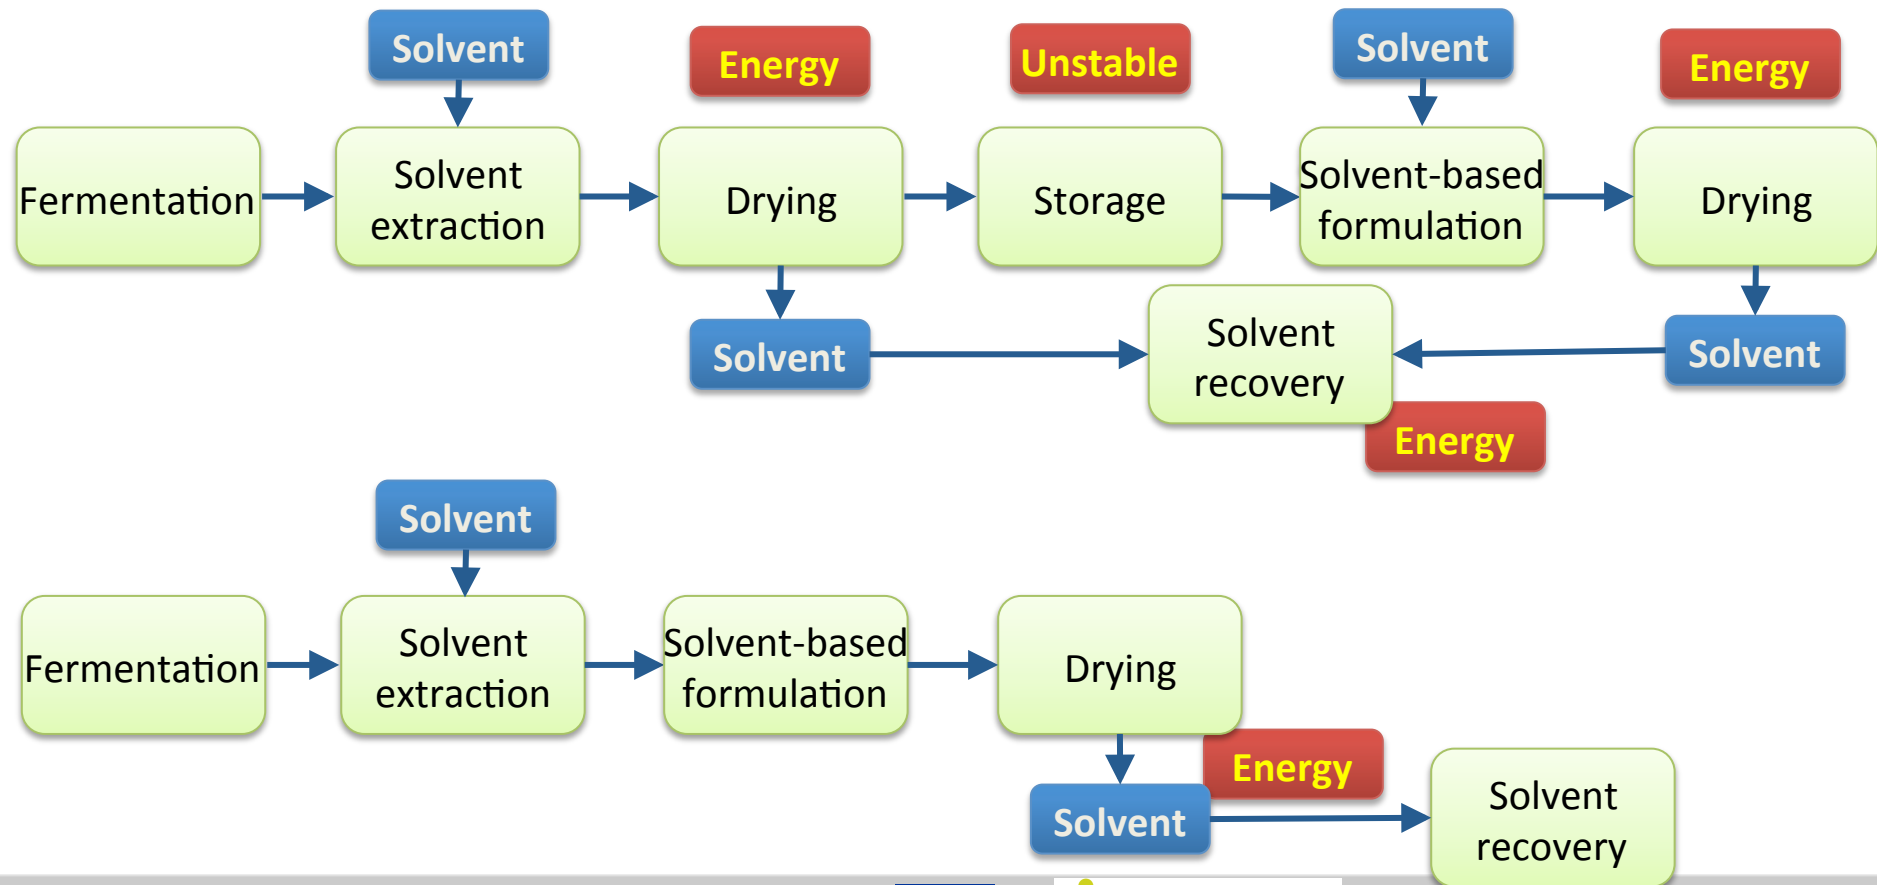 Solvent
Energy
Unstable
Solvent
Energy
Fermentation
Solvent
extraction
Drying
Storage
Solvent-based
formulation
Drying
Solvent
Solvent
recovery
Solvent
Energy
Solvent
Fermentation
Solvent
extraction
Solvent-based
formulation
Drying
Energy
Solvent
Solvent
recovery